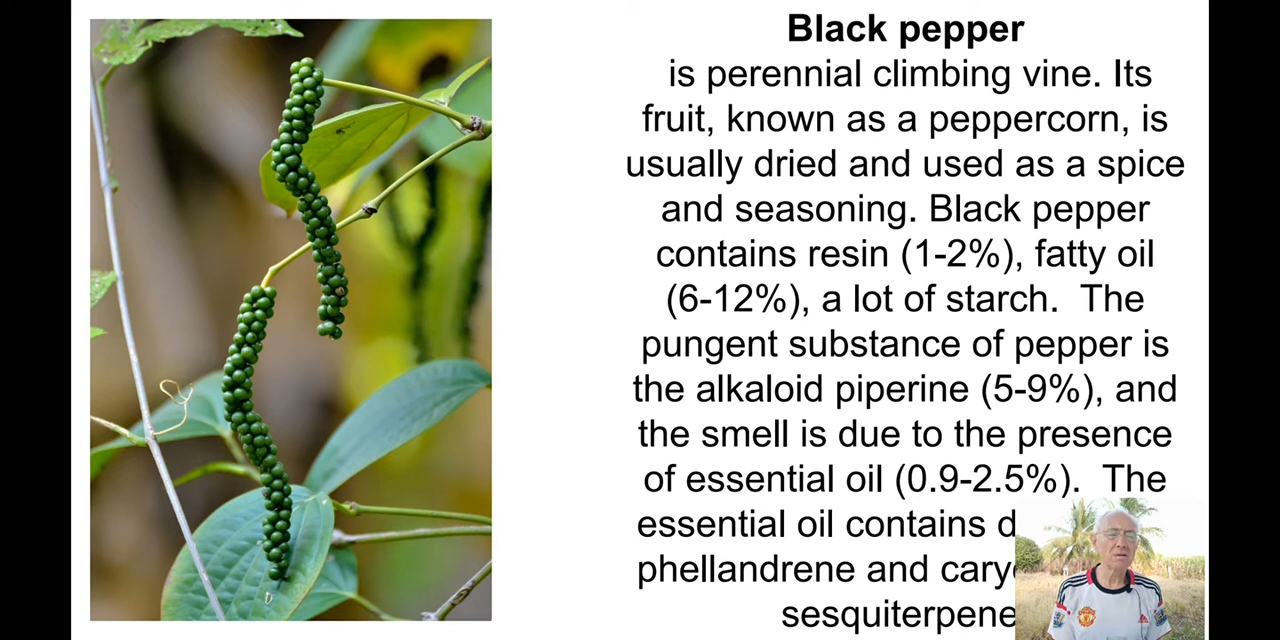 Black pepper
is perennial climbing vine. Its
fruit, known as a peppercorn, is
usually dried and used as a spice
and seasoning. Black pepper
contains resin (1-2%), fatty oil
(6-12%), a lot of starch. The
pungent substance of pepper is
the alkaloid piperine (5-9%), and
the smell is due to the presence
of essential oil (0.9-2.5%). The
essential oil contains
phellandrene and
sesquiterpene